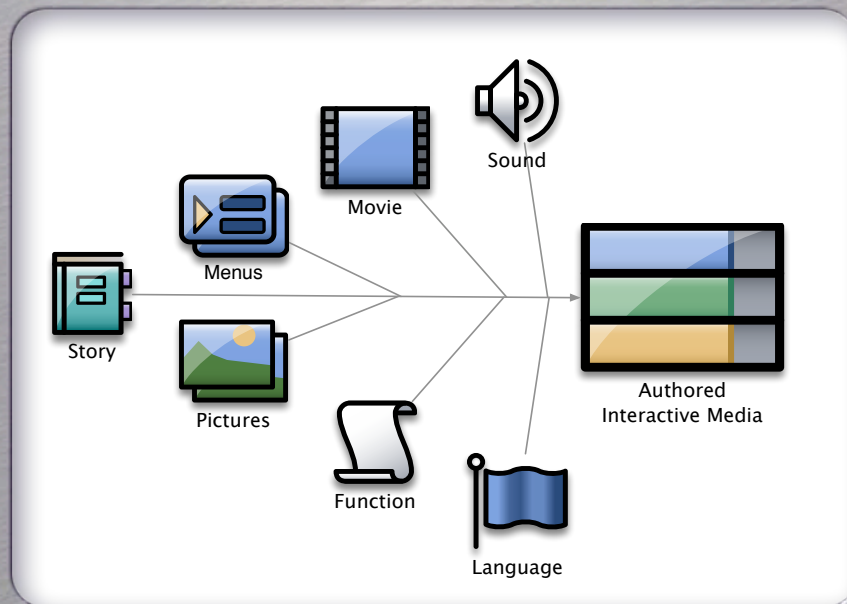 Sound
Movie
Menus
Story
Pictures
Function
Language
Authored
Interactive Media